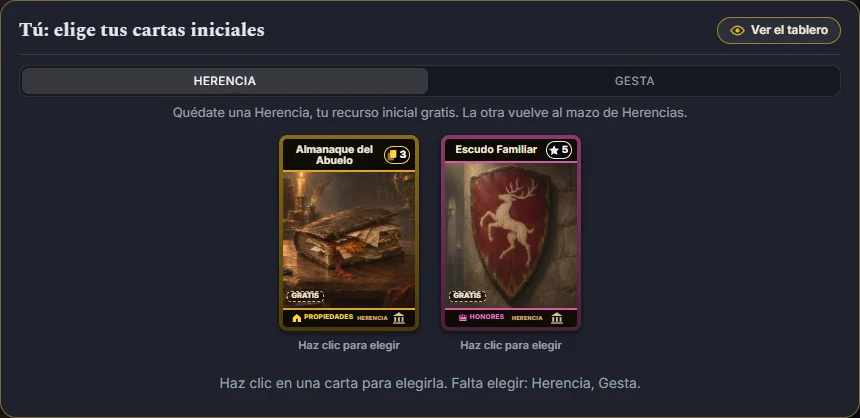 Tú: elige tus cartas iniciales
Ver el tablero
HERENCIA
GESTA
Quédate una Herencia, tu recurso inicial gratis. La otra vuelve al mazo de Herencias.
Almanaque del
Abuelo
3
Escudo Familiar
5
GRATIS
GRATIS
PROPIEDADES HERENCIA
HONORES HERENCIA
Haz clic para elegir
Haz clic para elegir
Haz clic en una carta para elegirla. Falta elegir: Herencia, Gesta.